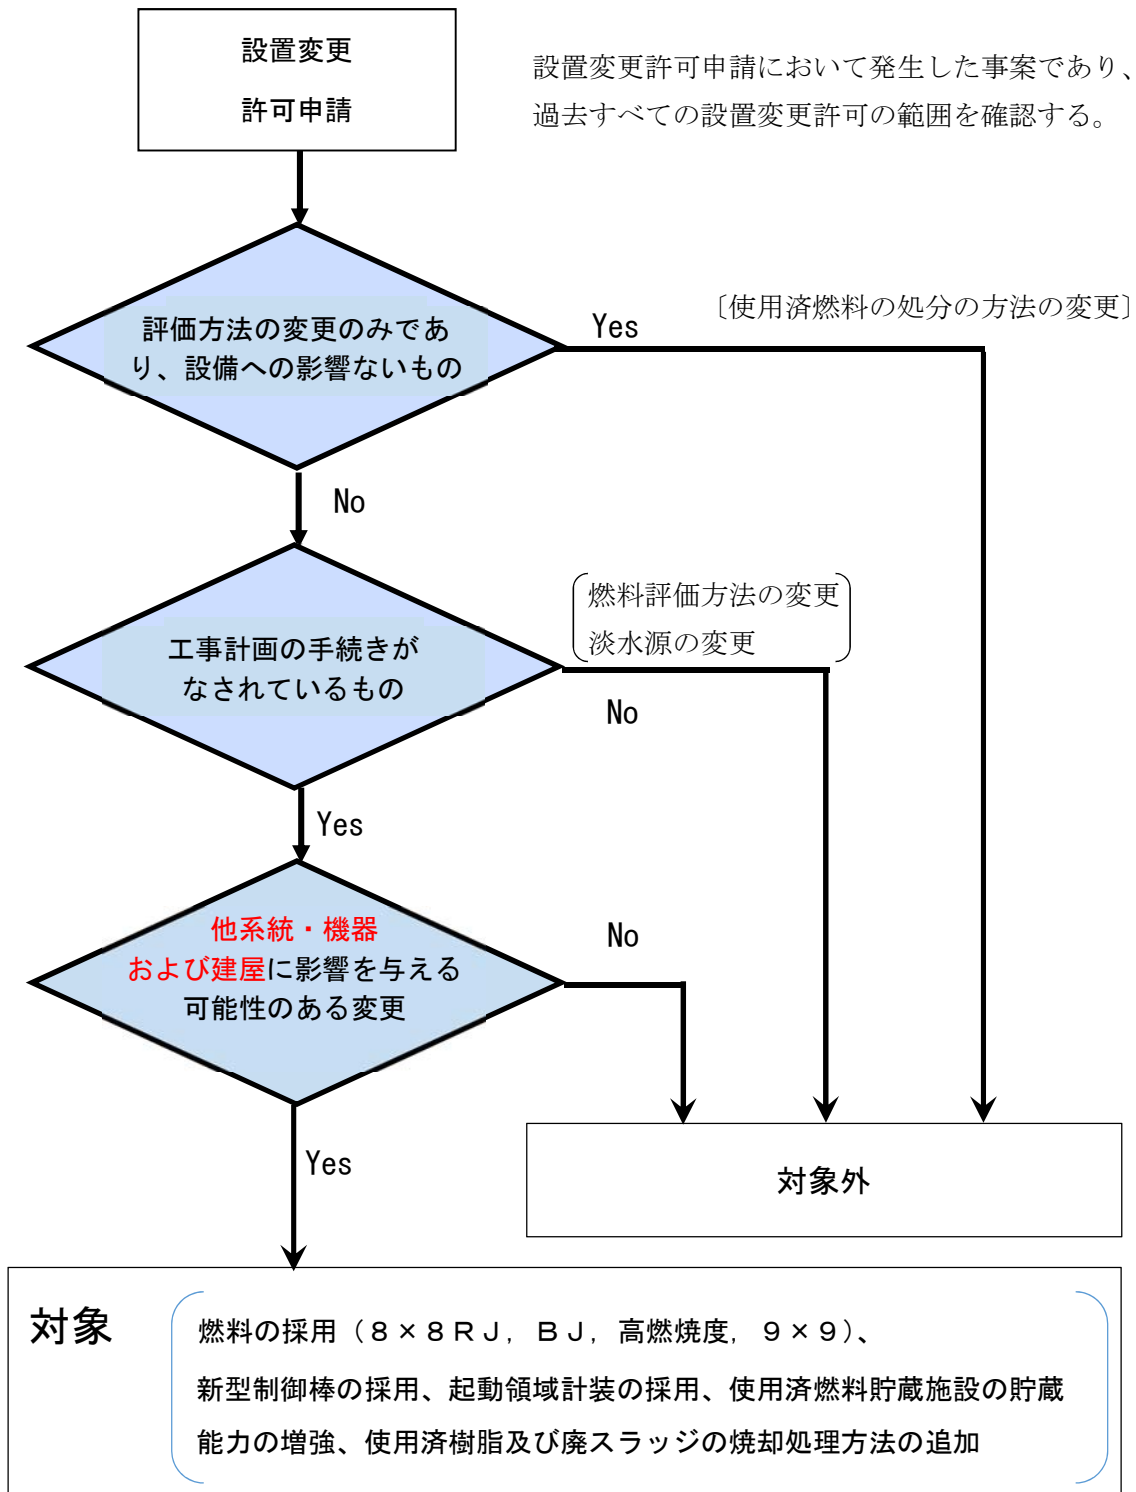 設置変更
許可申請
設置変更許可申請において発生した事案であり、
過去すべての設置変更許可の範囲を確認する。
評価方法の変更のみであ
り、設備への影響ないもの
Yes
〔使用済燃料の処分の方法の変更〕
No
工事計画の手続きが
なされているもの
燃料評価方法の変更
淡水源の変更
No
Yes
他系統・機器
および建屋に影響を与える
可能性のある変更
No
Yes
対象外
対象
燃料の採用（８×８ＲＪ，ＢＪ，高燃焼度，９×９）、
新型制御棒の採用、起動領域計装の採用、使用済燃料貯蔵施設の貯蔵
能力の増強、使用済樹脂及び廃スラッジの焼却処理方法の追加